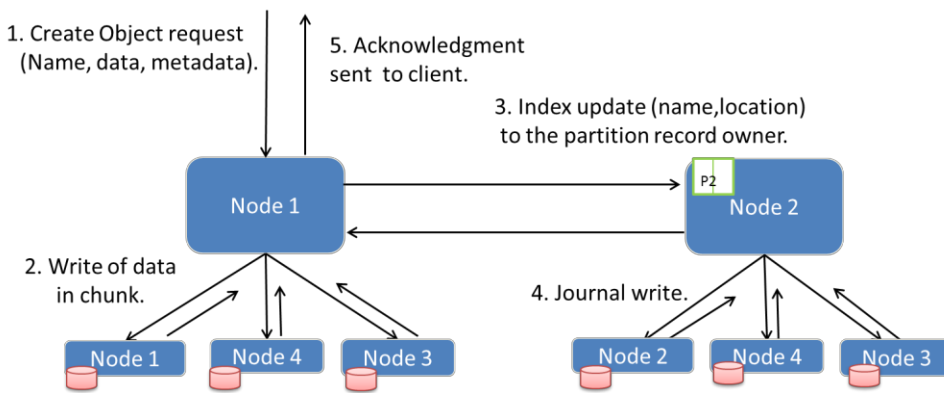 1. Create Object request
(Name, data, metadata).
5. Acknowledgment
sent to client.
3. Index update (name,location)
to the partition record owner.
Node 1
P2
Node 2
2. Write of data
in chunk.
4. Journal write.
Node 1
Node 4
Node 3
Node 2
Node 4
Node 3